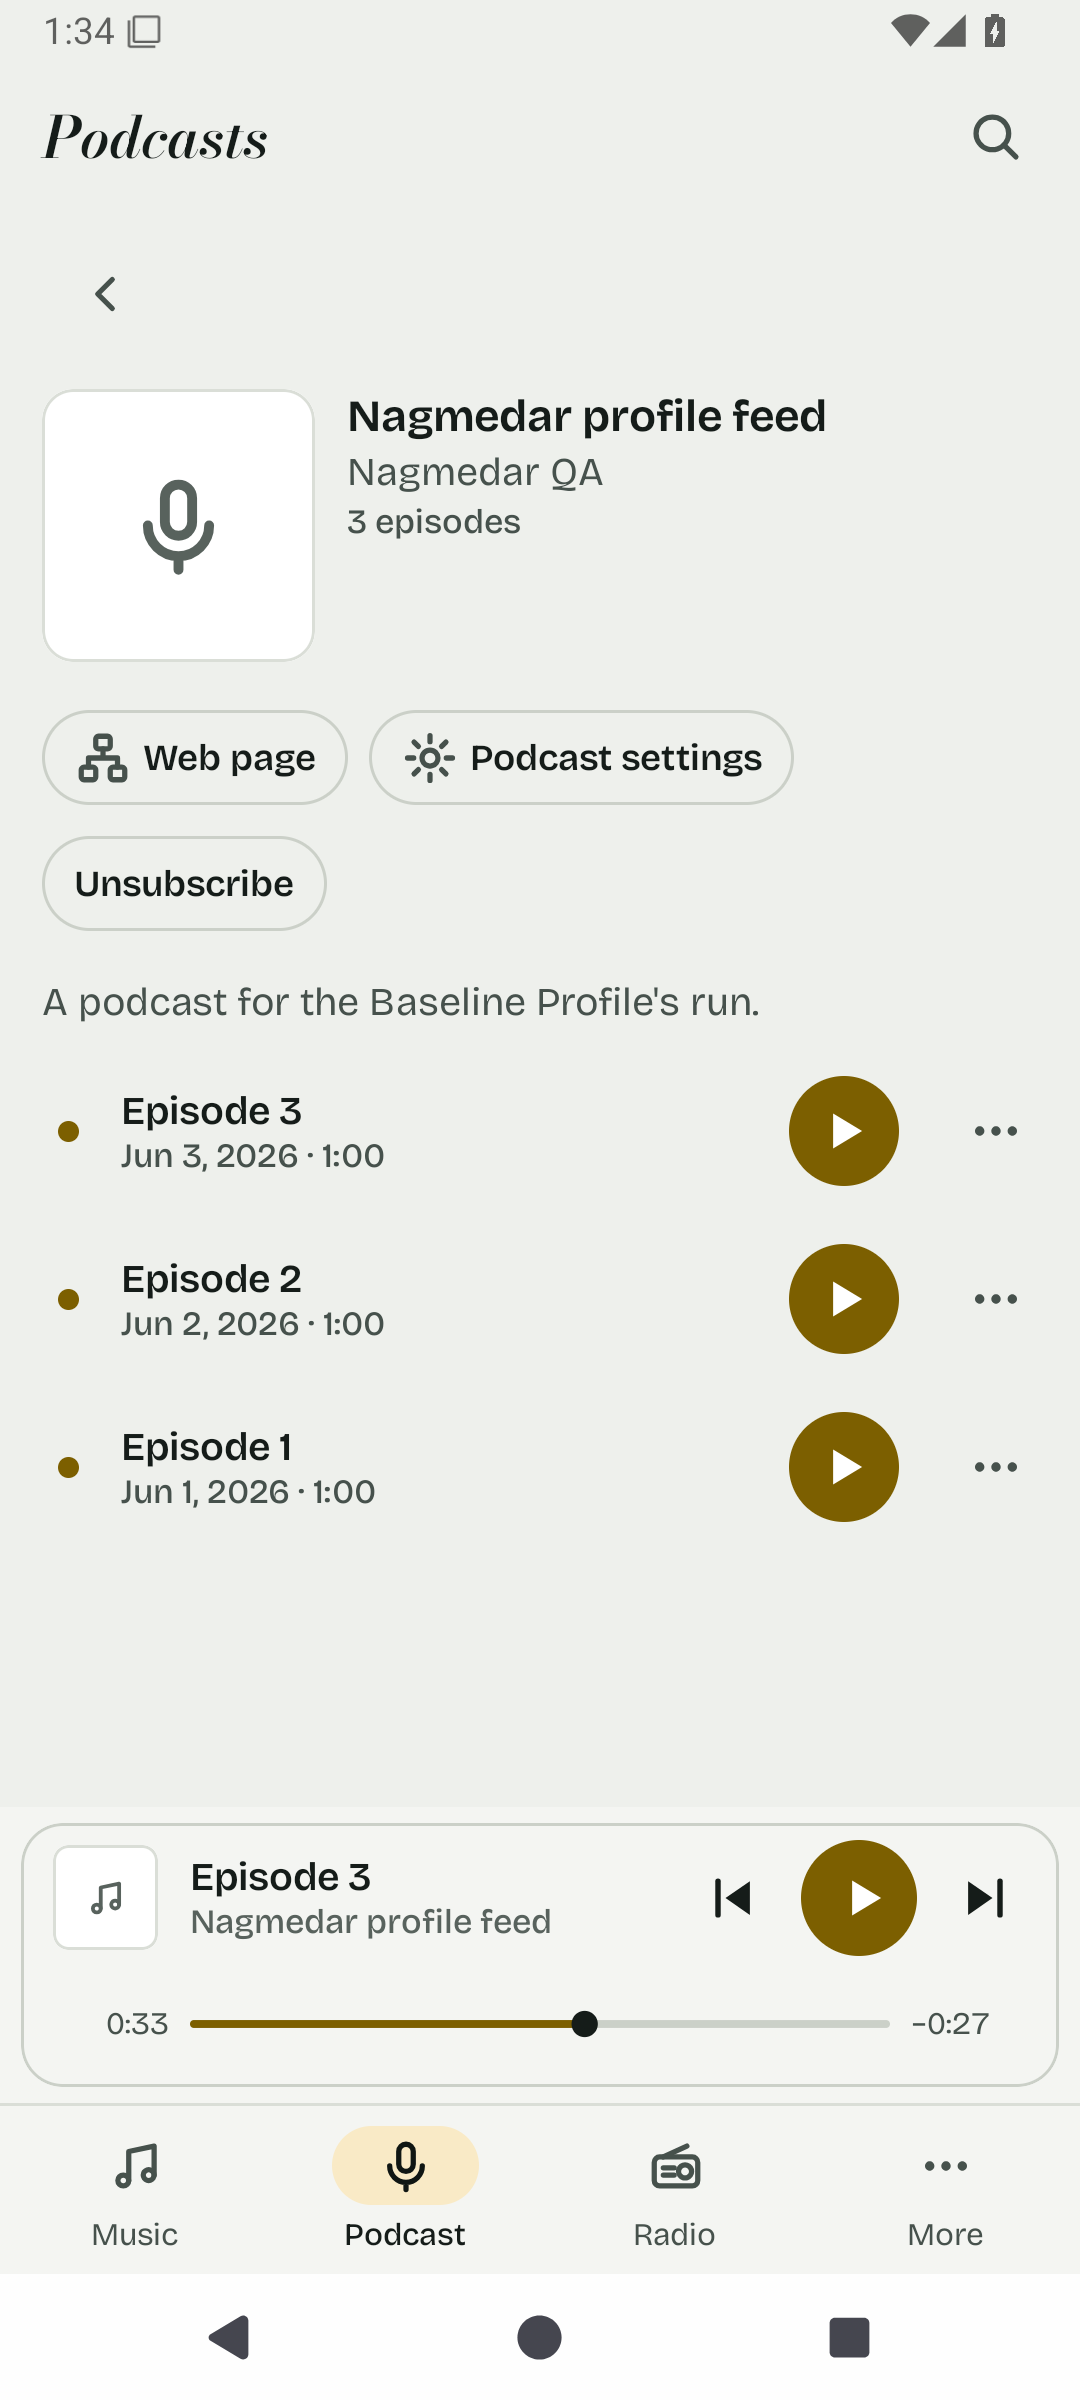 1:34
Podcasts
Nagmedar profile feed
Nagmedar QA
3 episodes
Web page
Podcast settings
Unsubscribe
A podcast for the Baseline Profile's run.
Episode 3
Jun 3, 2026 · 1:00
Episode 2
Jun 2, 2026 · 1:00
Episode 1
Jun 1, 2026 · 1:00
Episode 3
Nagmedar profile feed
0:33
−0:27
Music
Podcast
Radio
More